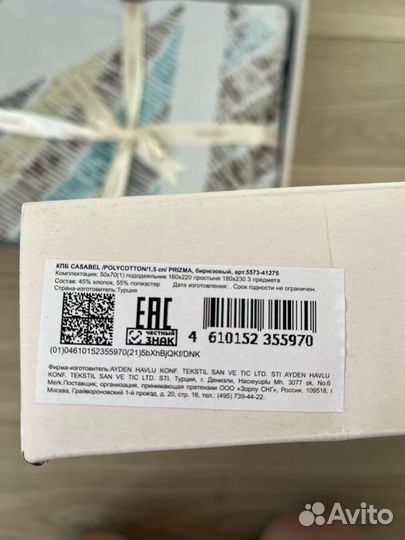 КПБ CASABEL /POLYCOTTON/1,5 сп/ PRIZMA, бирюзовый, арт.5573-41275
Комплектация: 50x70(1) пододеяльник 160x220 простыня 180x230 3 предмета
Состав: 45% хлопок, 55% полиэстер Дата изготовления: . Срок годности не ограничен.
Страна-изготовитель:Турция
EAC
ЧЕСТНЫЙ
ЗНАК
4 610152 355970
(01)04610152355970(21)5bXhBjQKf/DNK
Фирма-изготовитель:AYDEN HAVLU KONF. TEKSTIL SAN VE TIC LTD. STI AYDEN HAVLU
KONF. TEKSTIL SAN VE TIC LTD. STI. Турция, г. Денизли, Hacieyuplu Mh. 3077 sk. No:6
Merk.Поставщик: организация, принимающая претензии ООО «Зорлу СНГ», Россия, 109518, г
Москва, Грайвороновский 1-й проезд, д. 20, стр. 16, тел.: (495) 739-44-22.
Avito